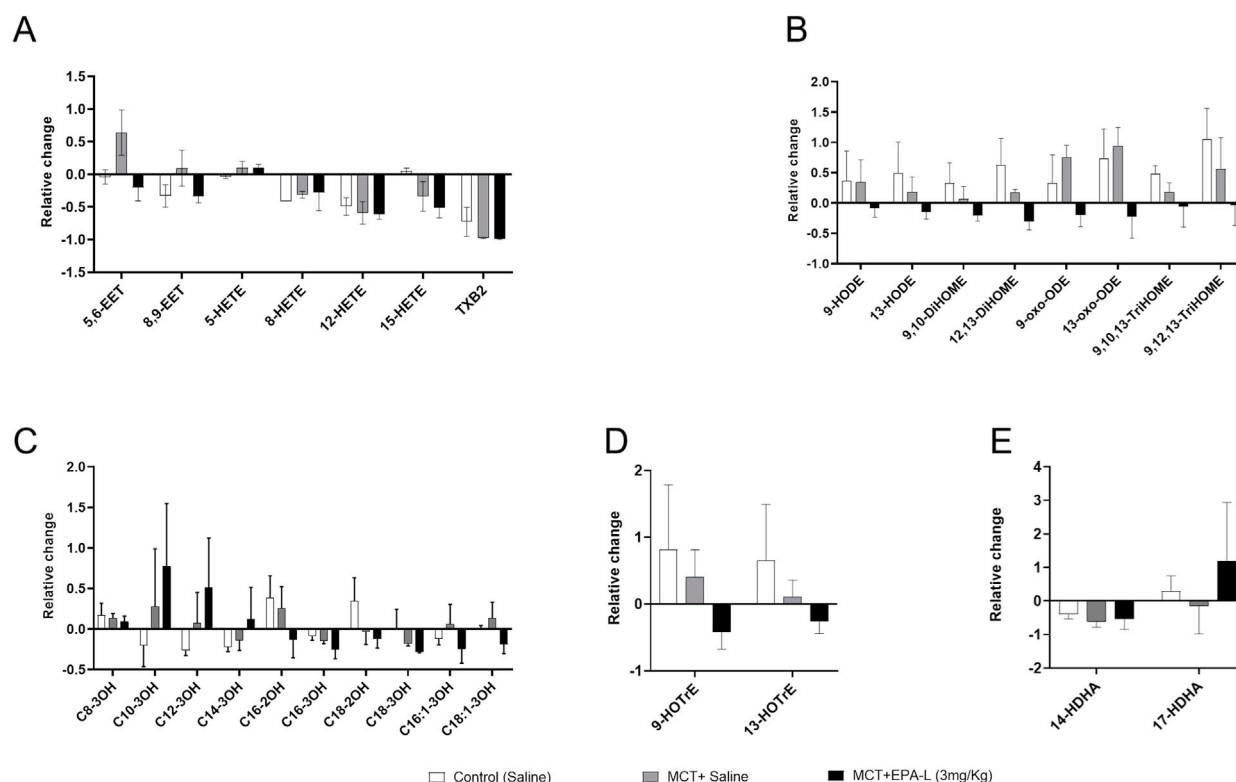 A
Relative change
1.5
1.0
0.5
0.0
-0.5
-1.0
-1.5
5,6-EET
8,9-EET
5-HETE
8-HETE
12-HETE
15-HETE
TXB2
B
Relative change
2.0
1.5
1.0
0.5
0.0
-0.5
-1.0
9-HODE
13-HODE
9,10-DiHOME
12,13-DiHOME
9-oxo-ODE
13-oxo-ODE
9,10,13-TriHOME
9,12,13-TriHOME
C
Relative change
2.0
1.5
1.0
0.5
0.0
-0.5
C8-3OH
C10-3OH
C12-3OH
C14-3OH
C16-2OH
C16-3OH
C18-2OH
C18-3OH
C16:1-3OH
C18:1-3OH
D
Relative change
2
1
0
-1
9-HOTrE
13-HOTrE
E
Relative change
4
3
2
1
0
-1
-2
14-HDHA
17-HDHA
Control (Saline)
MCT+ Saline
MCT+EPA-L (3mg/Kg)